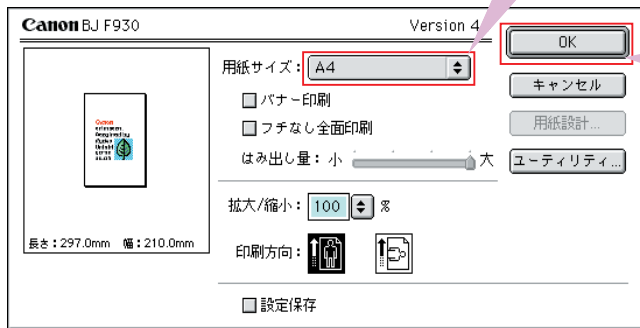 Canon BJ F930
Version 4
用紙サイズ： A4
バナー印刷
フチなし全面印刷
はみ出し量： 小 大
拡大/縮小： 100 %
印刷方向：
設定保存
長さ：297.0mm 幅：210.0mm
OK
キャンセル
用紙設計...
ユーティリティ...
Canon